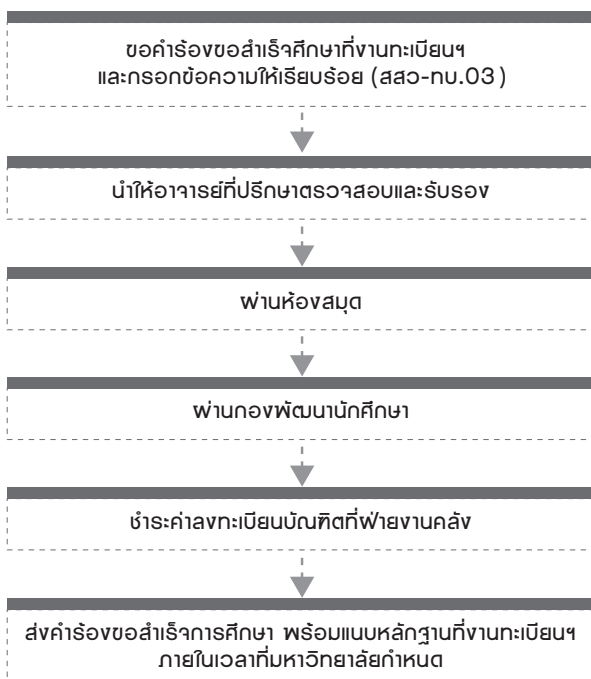 ขอคำร้องขอสำเร็จศึกษาที่งานทะเบียนฯ
และกรอกข้อความให้เรียบร้อย (สสว-ทบ.03)
นำให้อาจารย์ที่ปรึกษาตรวจสอบและรับรอง
ผ่านห้องสมุด
ผ่านกองพัฒนานักศึกษา
ชำระค่าลงทะเบียนบัณฑิตที่ฝ่ายงานคลัง
ส่งคำร้องขอสำเร็จการศึกษา พร้อมแนบหลักฐานที่งานทะเบียนฯ
ภายในเวลาที่มหาวิทยาลัยกำหนด